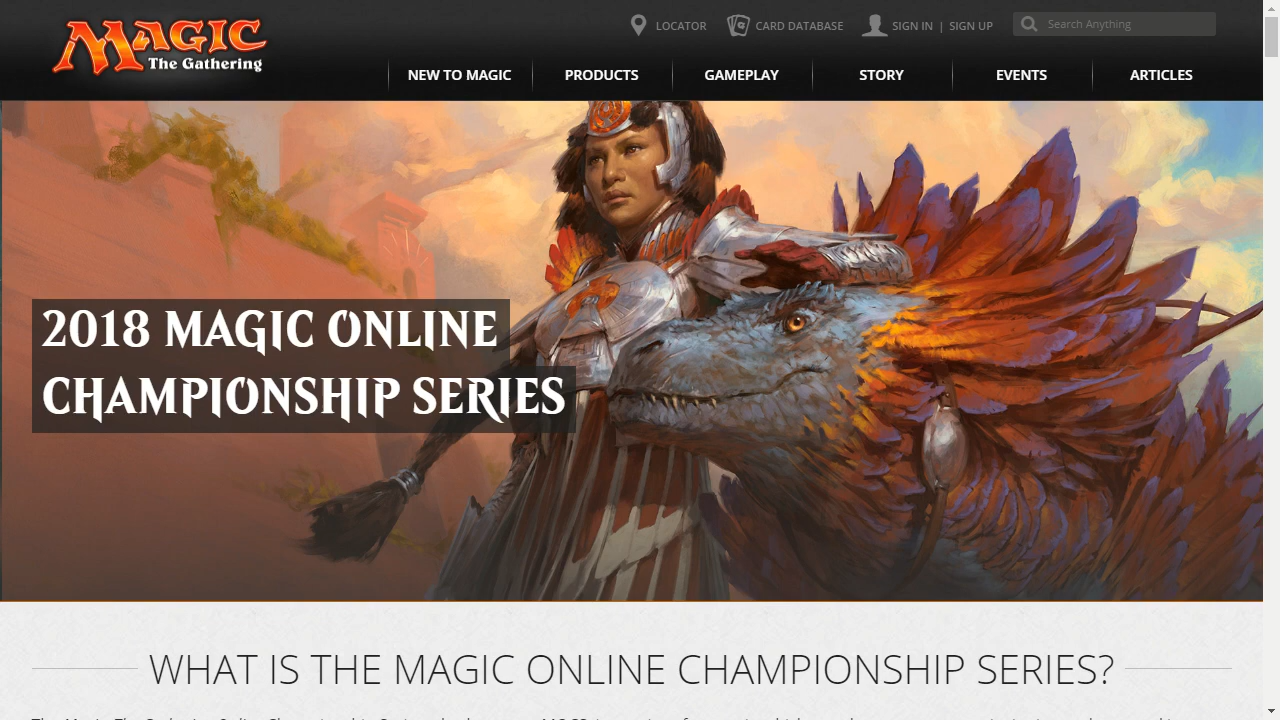 MAGIC
The Gathering
LOCATOR CARD DATABASE SIGN IN | SIGN UP Search Anything
NEW TO MAGIC PRODUCTS GAMEPLAY STORY EVENTS ARTICLES
2018 MAGIC ONLINE
CHAMPIONSHIP SERIES
WHAT IS THE MAGIC ONLINE CHAMPIONSHIP SERIES?